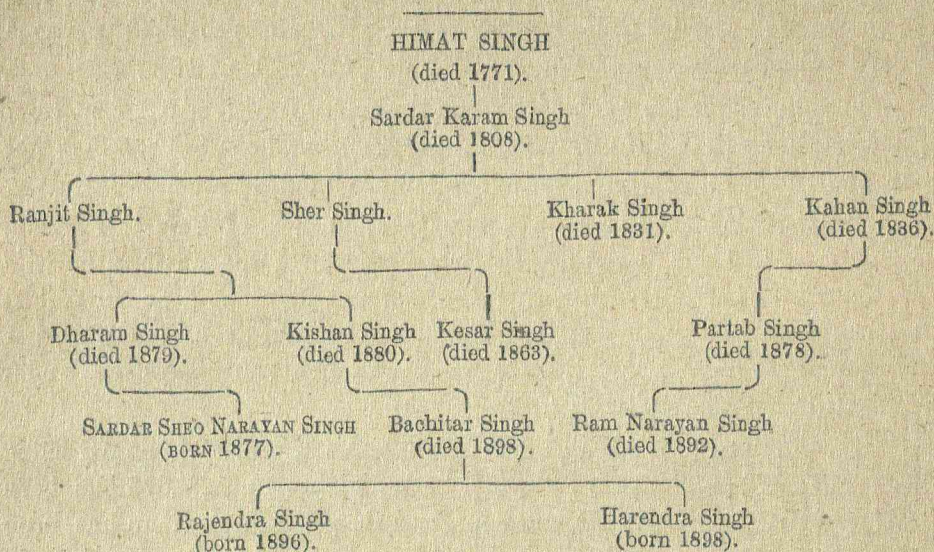 HIMAT SINGH
(died 1771).
Sardar Karam Singh
(died 1808).
Ranjit Singh. Sher Singh. Kharak Singh Kahan Singh
(died 1831). (died 1836).
Dharam Singh Kishan Singh Kesar Singh Partab Singh
(died 1879). (died 1880). (died 1863). (died 1878).
SARDAR SHEO NARAYAN SINGH Bachitar Singh Ram Narayan Singh
(BORN 1877). (died 1898). (died 1892).
Rajendra Singh Harendra Singh
(born 1896). (born 1898).